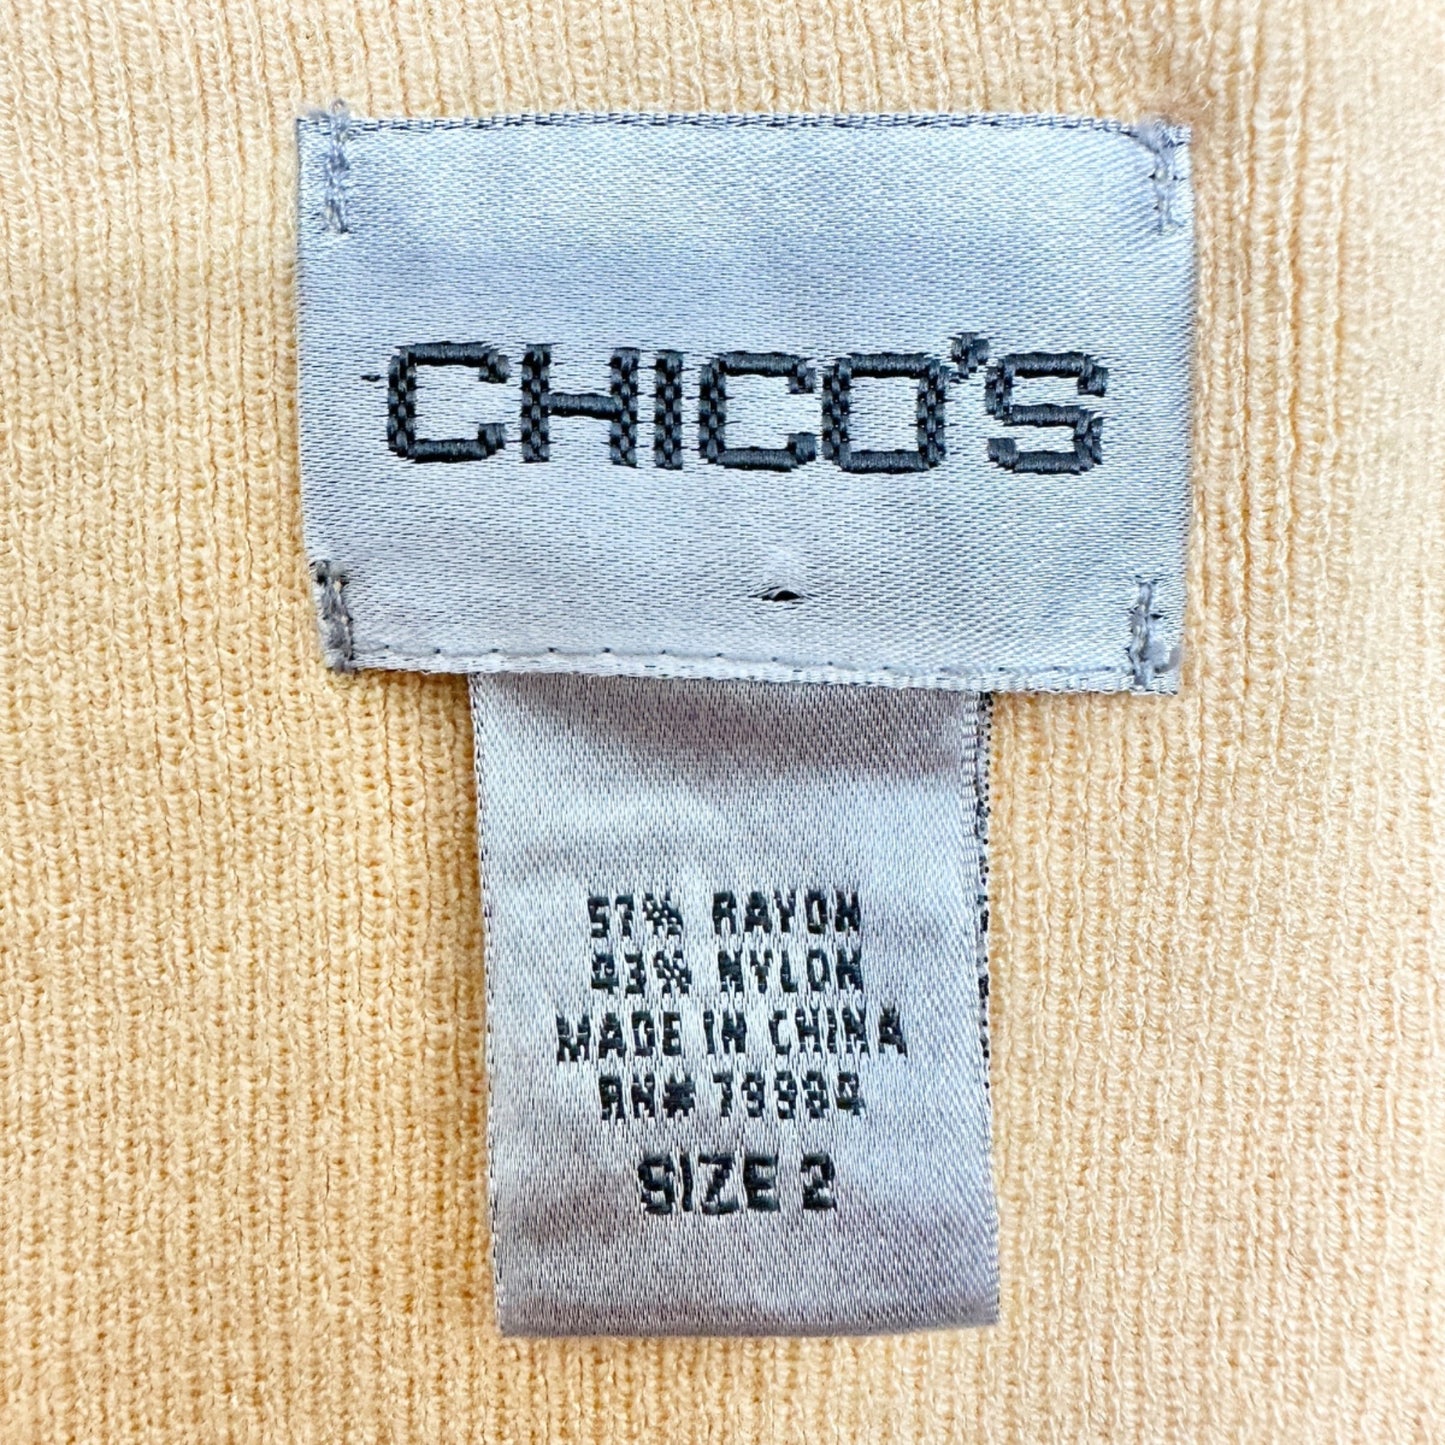 CHICO'S
57% RAYON
43% NYLON
MADE IN CHINA
RN# 79984
SIZE 2